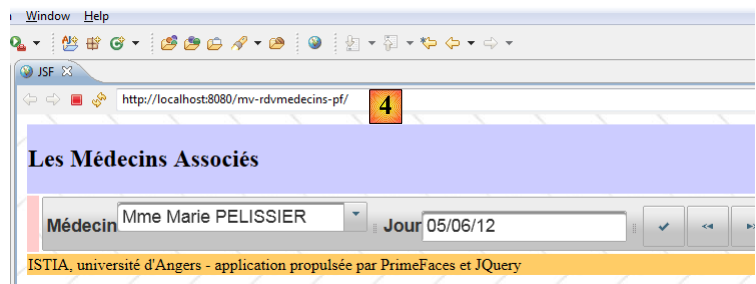 Window Help
JSF
http://localhost:8080/mv-rdvmedecins-pf/
4
Les Médecins Associés
Médecin Mme Marie PELISSIER Jour 05/06/12
ISTIA, université d'Angers - application propulsée par PrimeFaces et JQuery